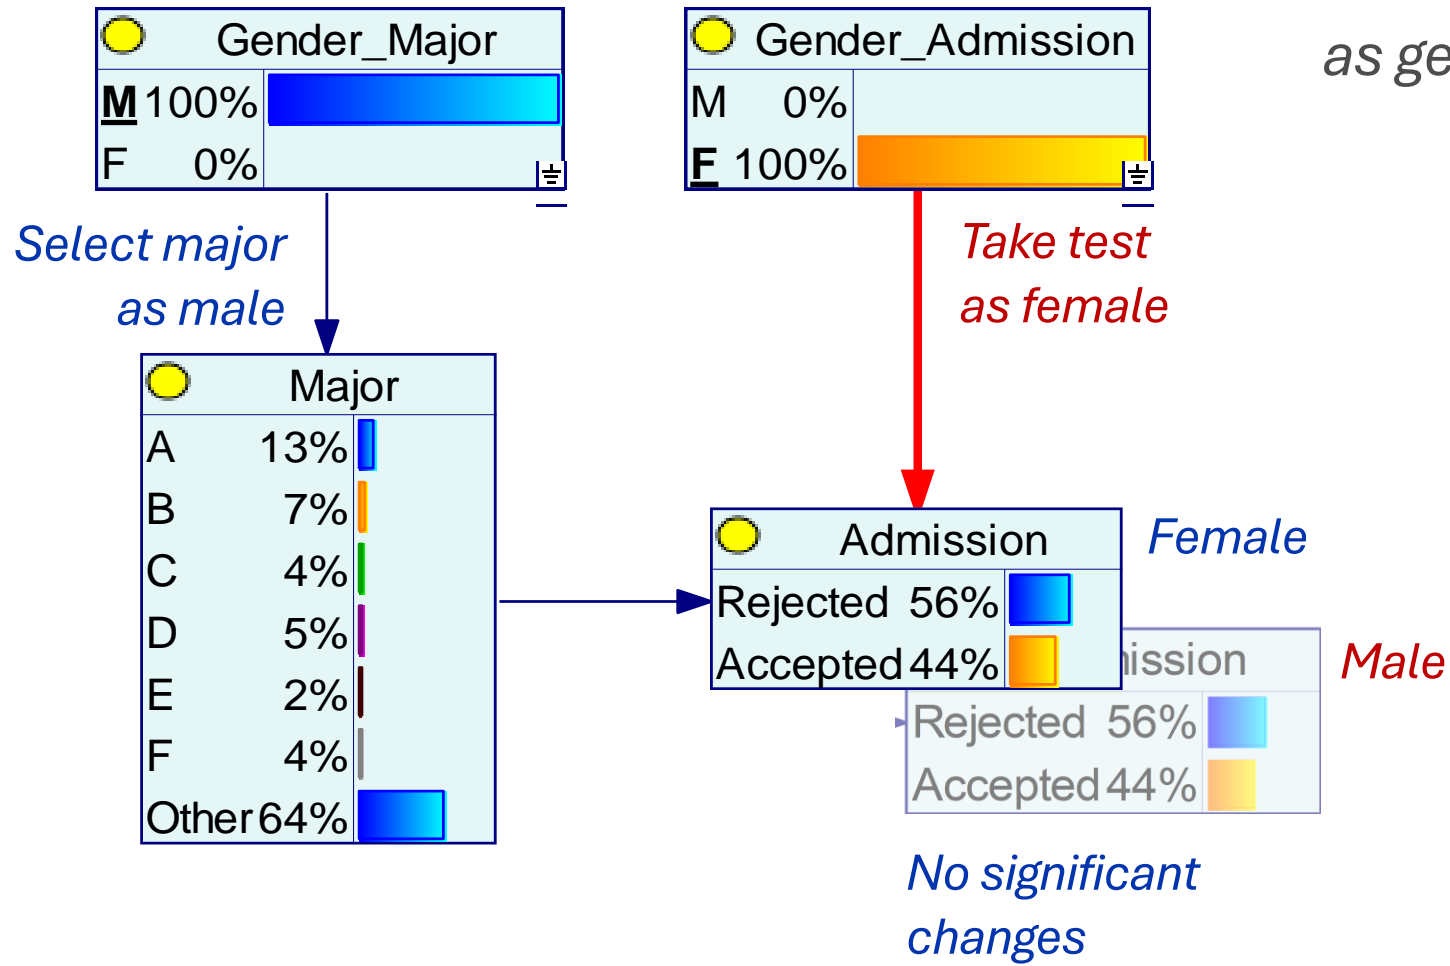 Gender_Major
M 100%
F 0%
Gender_Admission
M 0%
F 100%
as ge
Select major
as male
Take test
as female
Major
A 13%
B 7%
C 4%
D 5%
E 2%
F 4%
Other 64%
Admission
Rejected 56%
Accepted 44%
Female
ission
Rejected 56%
Accepted 44%
Male
No significant
changes